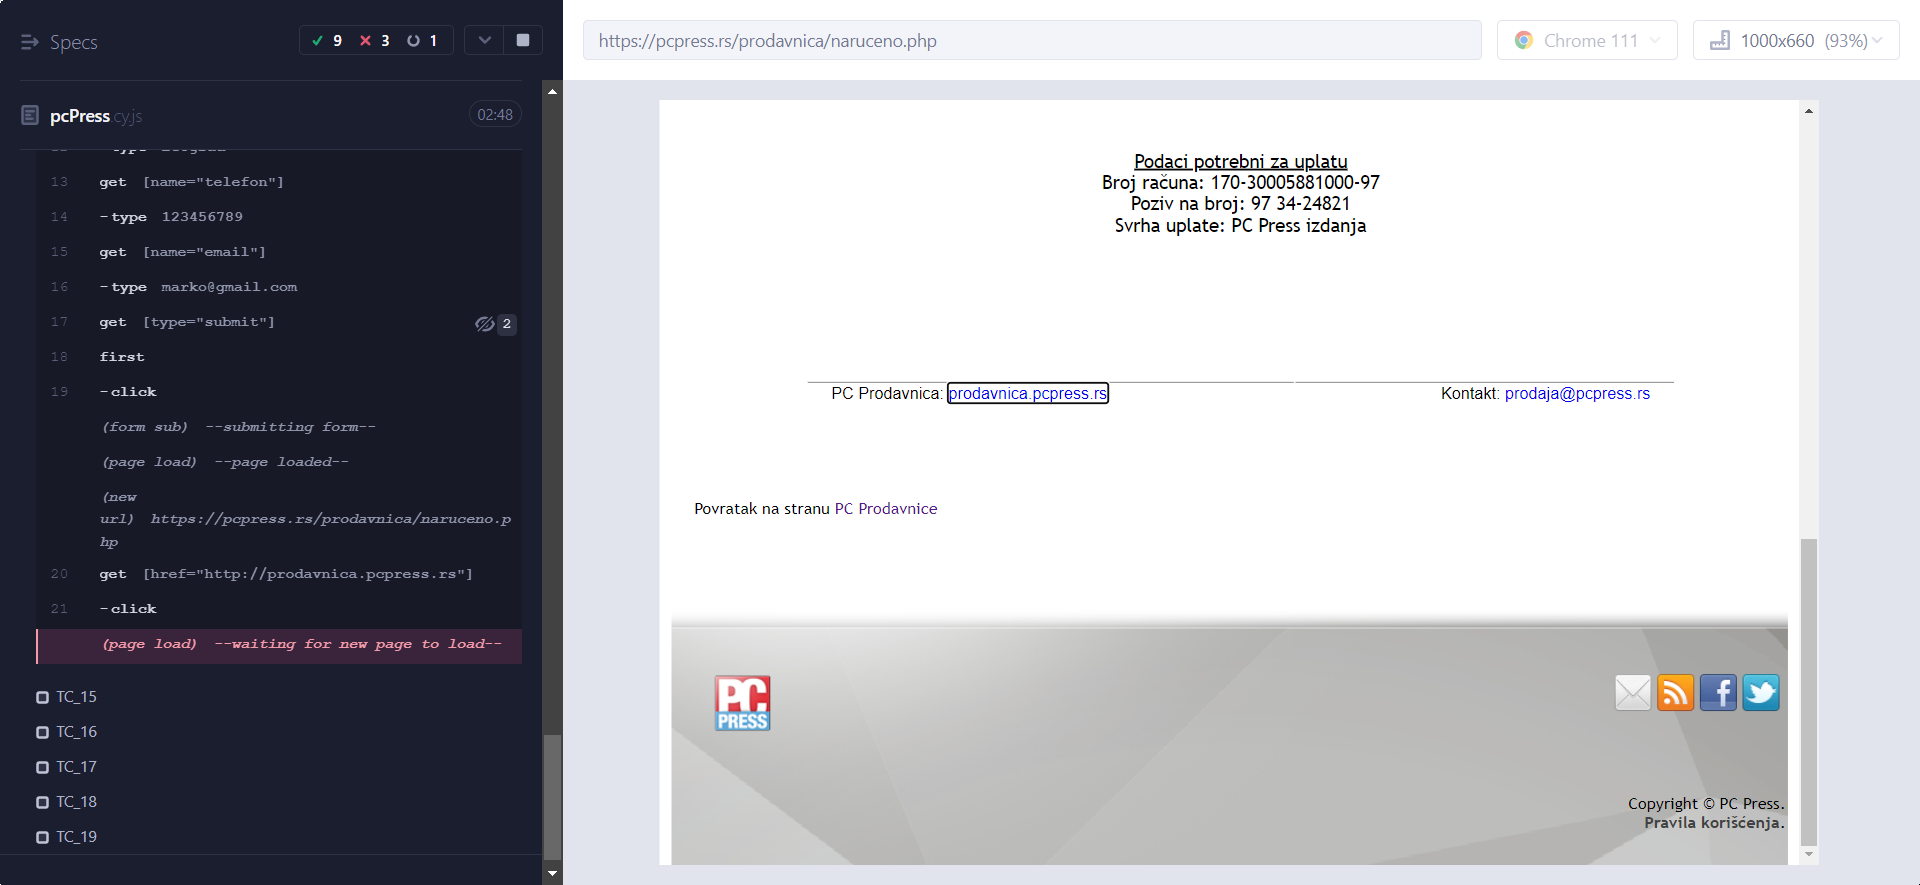 Specs
9 3 1
pcPress.cy.js
02:48
13 get [name="telefon"]
14 -type 123456789
15 get [name="email"]
16 -type marko@gmail.com
17 get [type="submit"] 2
18 first
19 -click
(form sub) --submitting form--
(page load) --page loaded--
(new
url) https://pcpress.rs/prodavnica/naruceno.p
hp
20 get [href="http://prodavnica.pcpress.rs"]
21 -click
(page load) --waiting for new page to load--
TC_15
TC_16
TC_17
TC_18
TC_19
https://pcpress.rs/prodavnica/naruceno.php
Chrome 111
1000x660 (93%)
Podaci potrebni za uplatu
Broj računa: 170-30005881000-97
Poziv na broj: 97 34-24821
Svrha uplate: PC Press izdanja
PC Prodavnica: prodavnica.pcpress.rs
Kontakt: prodaja@pcpress.rs
Povratak na stranu PC Prodavnice
PC
PRESS
Copyright © PC Press.
Pravila korišćenja.